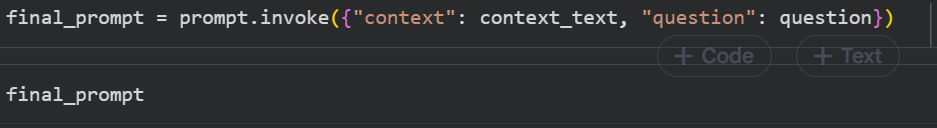 final_prompt = prompt.invoke({"context": context_text, "question": question})
+ Code + Text
final_prompt